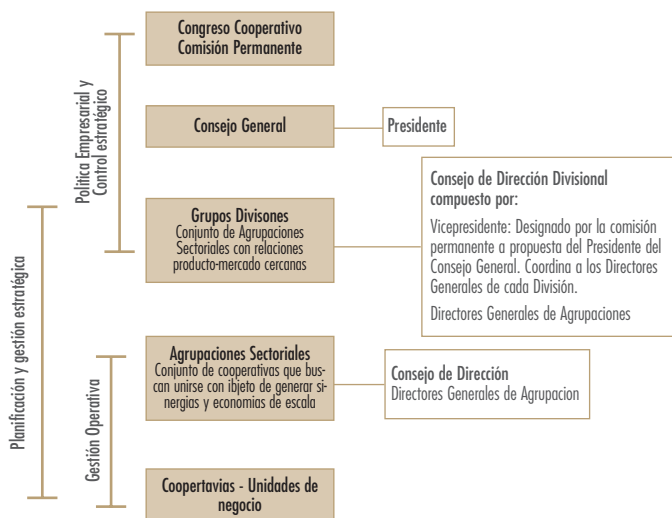 Congreso Cooperativo
Comisión Permanente
Consejo General
Presidente
Grupos Divisones
Conjunto de Agrupaciones
Sectoriales con relaciones
producto-mercado cercanas
Consejo de Dirección Divisional
compuesto por:
Vicepresidente: Designado por la comisión
permanente a propuesta del Presidente del
Consejo General. Coordina a los Directores
Generales de cada División.
Directores Generales de Agrupaciones
Agrupaciones Sectoriales
Conjunto de cooperativas que bus-
can unirse con ibjeto de generar si-
nergias y economias de escala
Consejo de Dirección
Directores Generales de Agrupacion
Coopertavias - Unidades de
negocio
Politica Empresarial y
Control estratégico
Planificación y gestión estratégica
Gestión Operativa